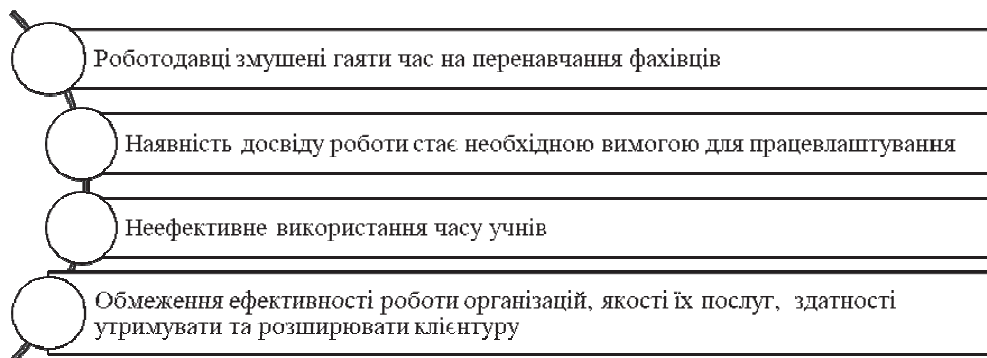 Роботодавці змушені гаяти час на перенавчання фахівців
Наявність досвіду роботи стає необхідною вимогою для працевлаштування
Неефективне використання часу учнів
Обмеження ефективності роботи організацій, якості їх послуг, здатності
утримувати та розширювати клієнтуру